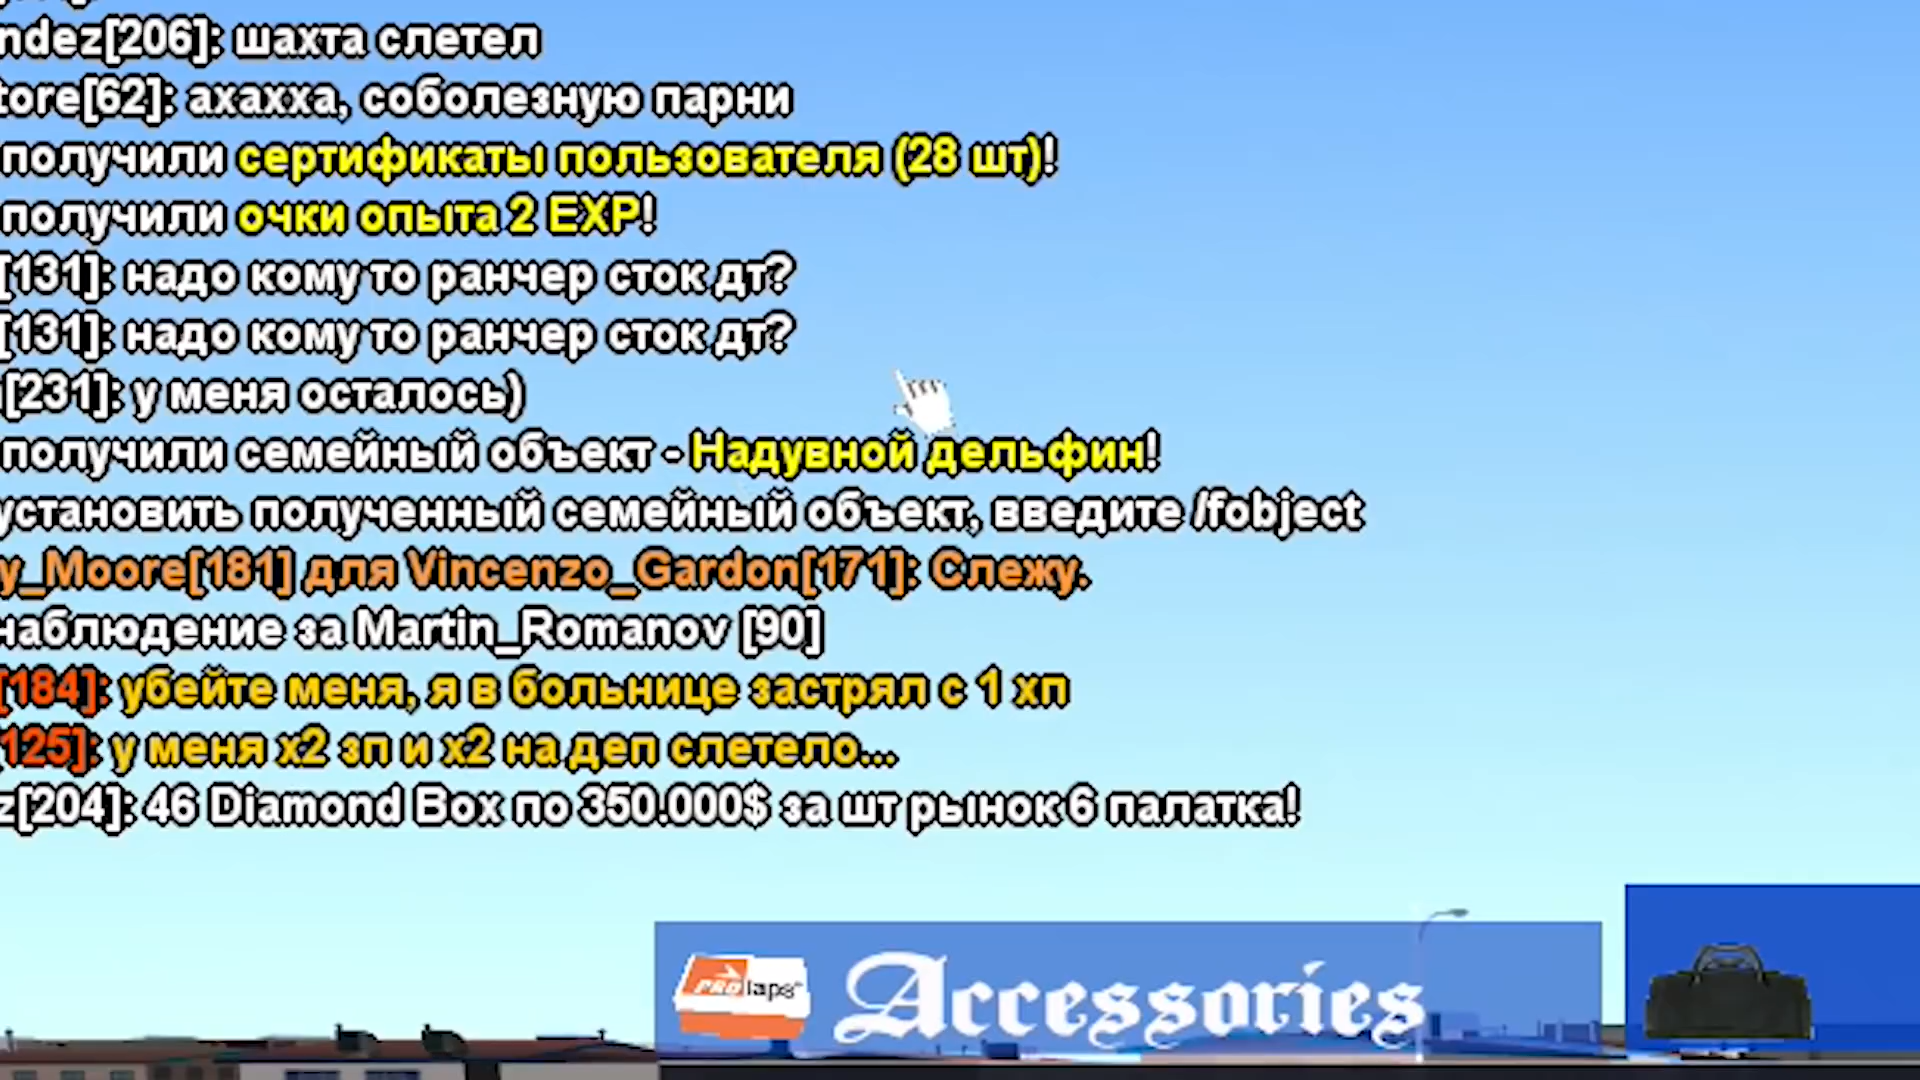 ndez[206]: шахта слетел
tore[62]: ахахха, соболезную парни
получили сертификаты пользователя (28 шт)!
получили очки опыта 2 EXP!
[131]: надо кому то ранчер сток дт?
[131]: надо кому то ранчер сток дт?
[231]: у меня осталось)
получили семейный объект - Надувной дельфин!
установить полученный семейный объект, введите /fobject
y_Moore[181] для Vincenzo_Gardon[171]: Слежу.
наблюдение за Martin_Romanov [90]
[184]: убейте меня, я в больнице застрял с 1 хп
125]: у меня х2 зп и х2 на деп слетело...
z[204]: 46 Diamond Box по 350.000$ за шт рынок 6 палатка!
PRO laps Accessories